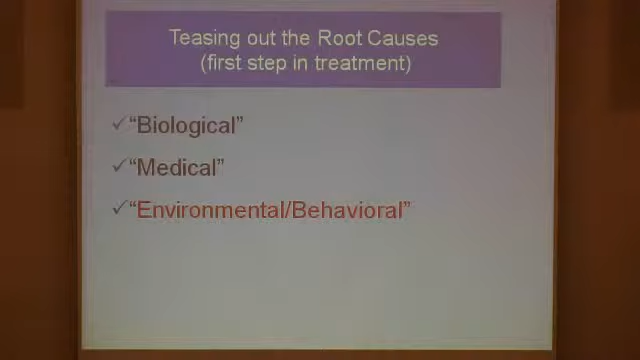 Teasing out the Root Causes
(first step in treatment)
✓“Biological”
✓“Medical”
✓“Environmental/Behavioral”